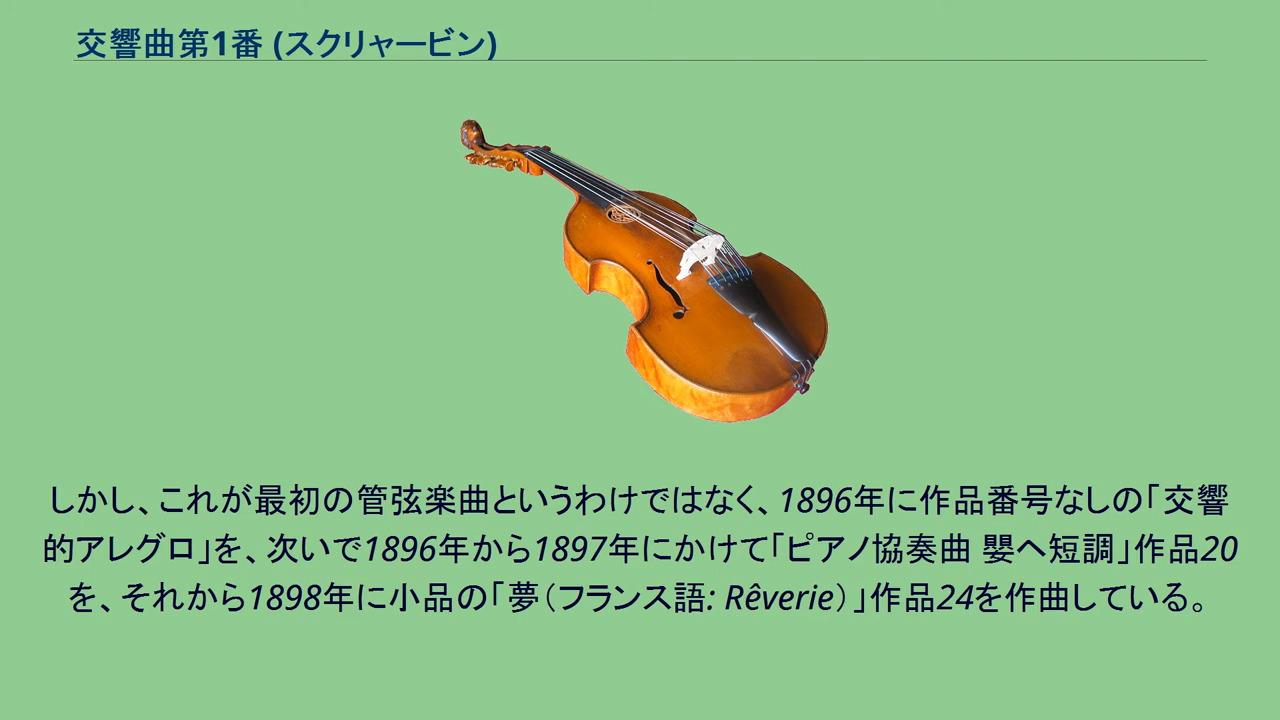 交響曲第1番 (スクリャービン)
しかし、これが最初の管弦楽曲というわけではなく、1896年に作品番号なしの「交響
的アレグロ」を、次いで1896年から1897年にかけて「ピアノ協奏曲 嬰ヘ短調」作品20
を、それから1898年に小品の「夢（フランス語: Rêverie）」作品24を作曲している。